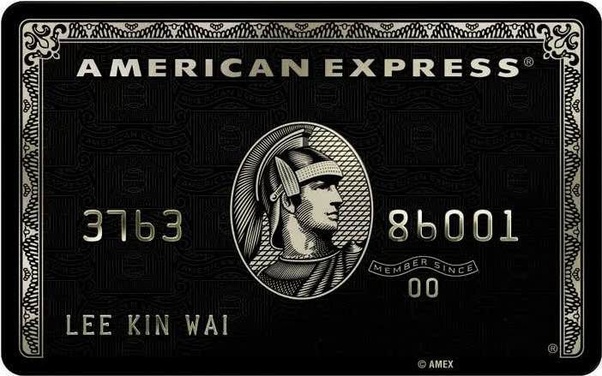 AMERICAN EXPRESS®
3763 86001
MEMBER SINCE
00
LEE KIN WAI
®
© AMEX